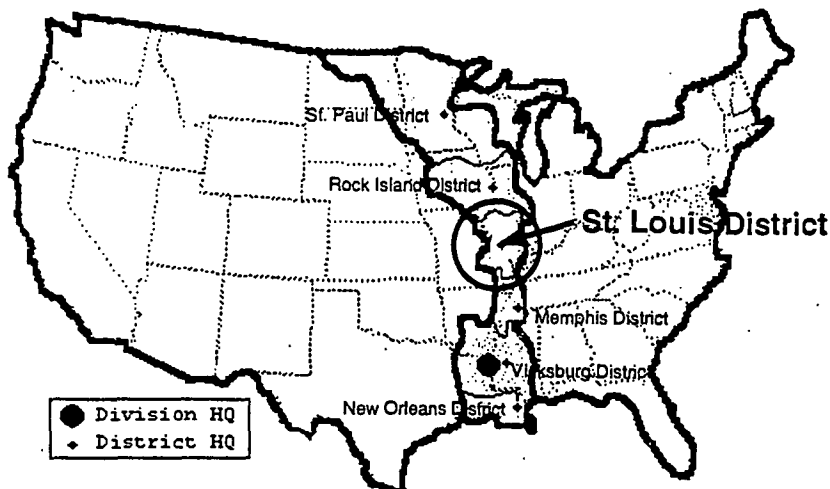 St. Paul District
Rock Island District
St. Louis District
Memphis District
Vicksburg District
New Orleans District
Division HQ
District HQ